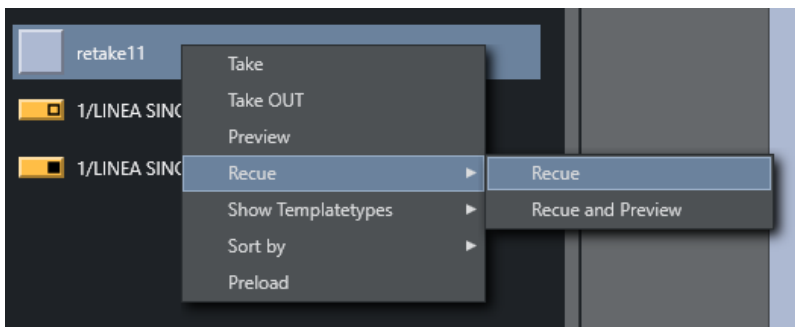 retake11
1/LINEA SINC
1/LINEA SINC
Take
Take OUT
Preview
Recue
Show Templatetypes
Sort by
Preload
Recue
Recue and Preview